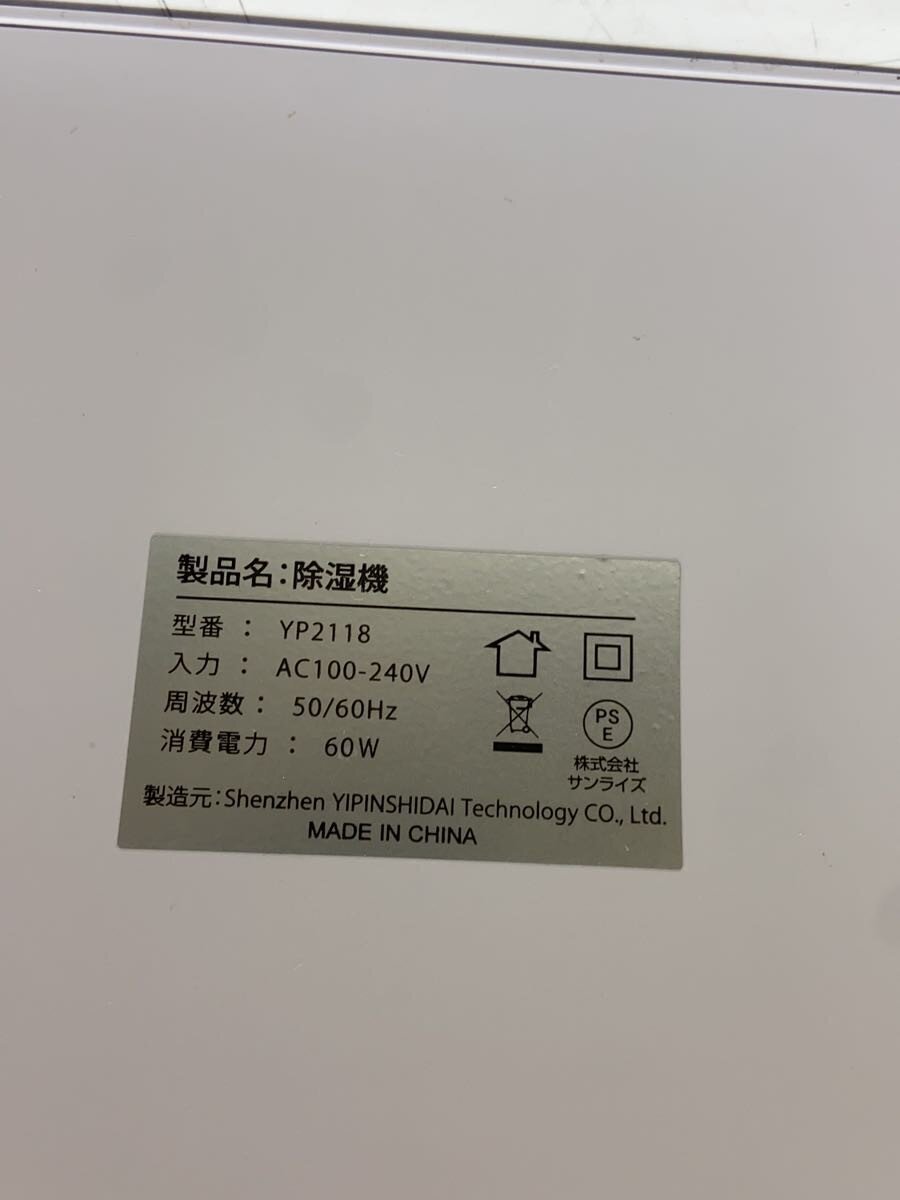 製品名:除湿機
型番 : YP2118
入力 : AC100-240V
周波数 : 50/60Hz
消費電力 : 60W
PS
E
株式会社
サンライズ
製造元:Shenzhen YIPINSHIDAI Technology CO., Ltd.
MADE IN CHINA